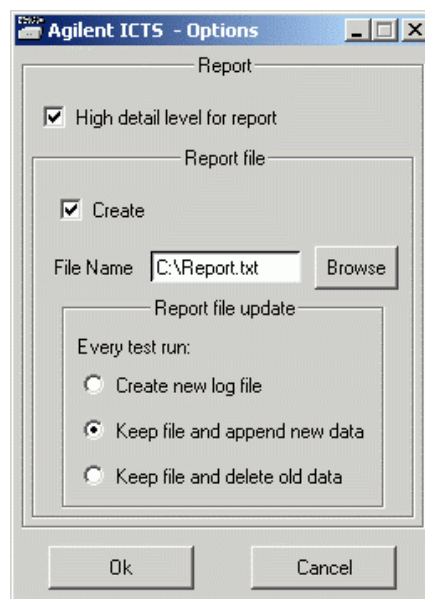 Agilent ICTS - Options
Report
High detail level for report
Report file
Create
File Name C:\Report.txt Browse
Report file update
Every test run:
Create new log file
Keep file and append new data
Keep file and delete old data
Ok Cancel